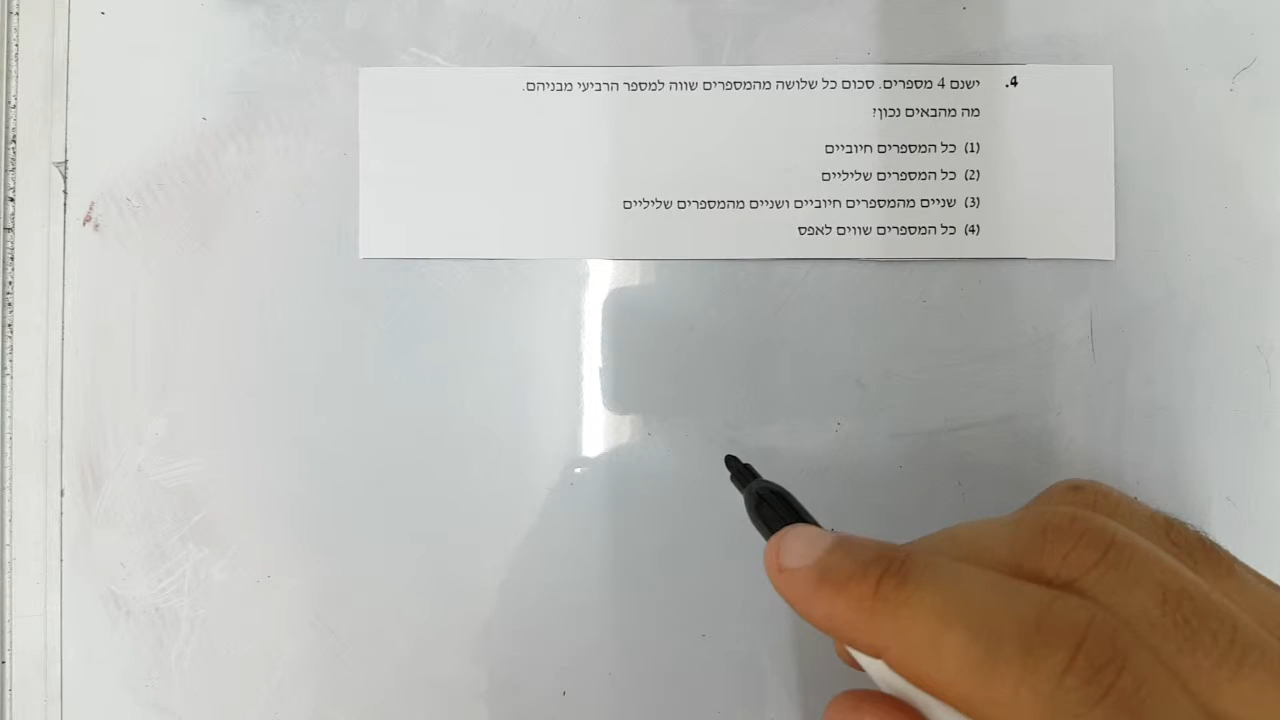 4. ישנם 4 מספרים. סכום כל שלושה מהמספרים שווה למספר הרביעי מבניהם.
מה מהבאים נכון?
(1) כל המספרים חיוביים
(2) כל המספרים שליליים
(3) שניים מהמספרים חיוביים ושניים מהמספרים שליליים
(4) כל המספרים שווים לאפס